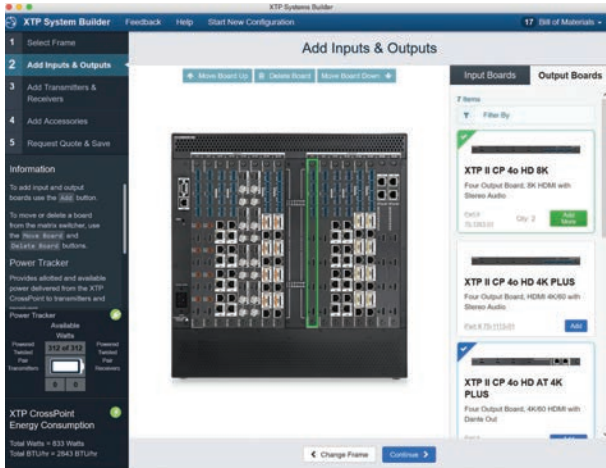 XTP Systems Builder
XTP System Builder
Feedback
Help
Start New Configuration
17 Bill of Materials
1 Select Frame
2 Add Inputs & Outputs
3 Add Transmitters &
Receivers
4 Add Accessories
5 Request Quote & Save
Information
To add input and output
boards use the Add button.
To move or delete a board
from the matrix switcher, use
the Move Board and
Delete Board buttons.
Power Tracker
Provides allotted and available
power delivered from the XTP
CrossPoint to transmitters and
Power Tracker
Available
Watts
Powered
Twisted
Pair
Transmitters
312 of 312
Powered
Twisted
Pair
Receivers
0 0
XTP CrossPoint
Energy Consumption
Total Watts = 833 Watts
Total BTU/hr = 2843 BTU/hr
Add Inputs & Outputs
Move Board Up
Delete Board
Move Board Down
Change Frame
Continue
Input Boards
Output Boards
7 Items
Filter By
XTP II CP 4o HD 8K
Four Output Board, 8K HDMI with
Stereo Audio
Part #
Qty: 2
Add
More
XTP II CP 4o HD 4K PLUS
Four Output Board, HDMI 4K/60 with
Stereo Audio
Part # 70-1113-01
Add
XTP II CP 4o HD AT 4K
PLUS
Four Output Board, 4K/60 HDMI with
Dante Out